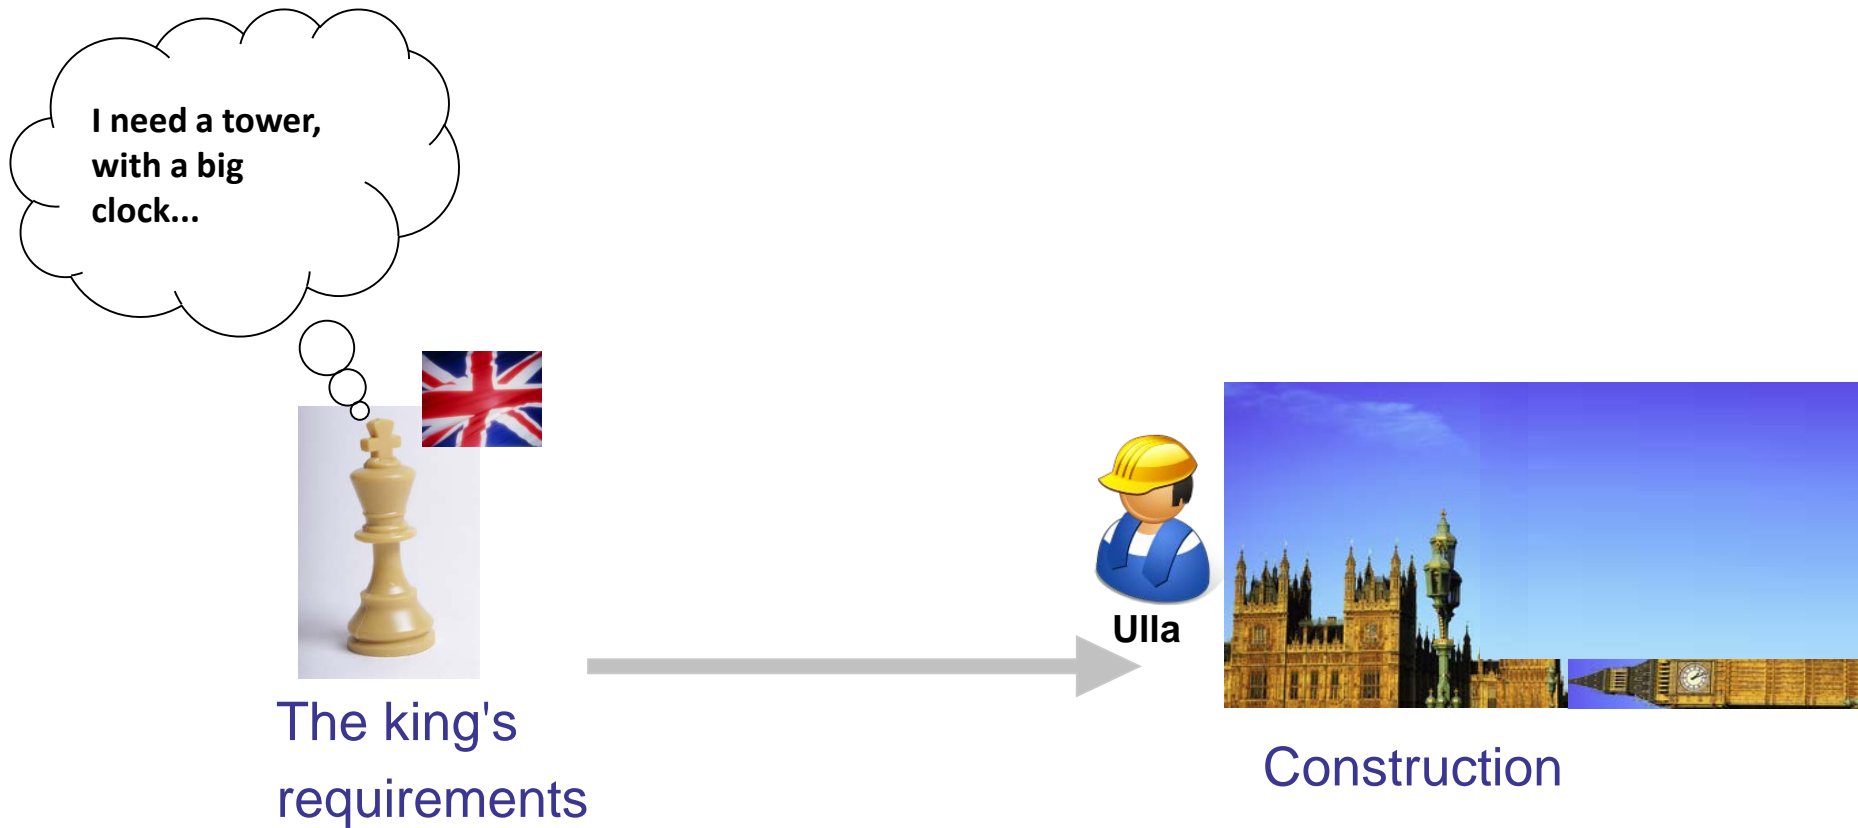 I need a tower,
with a big
clock...
Ulla
The king's
requirements
Construction